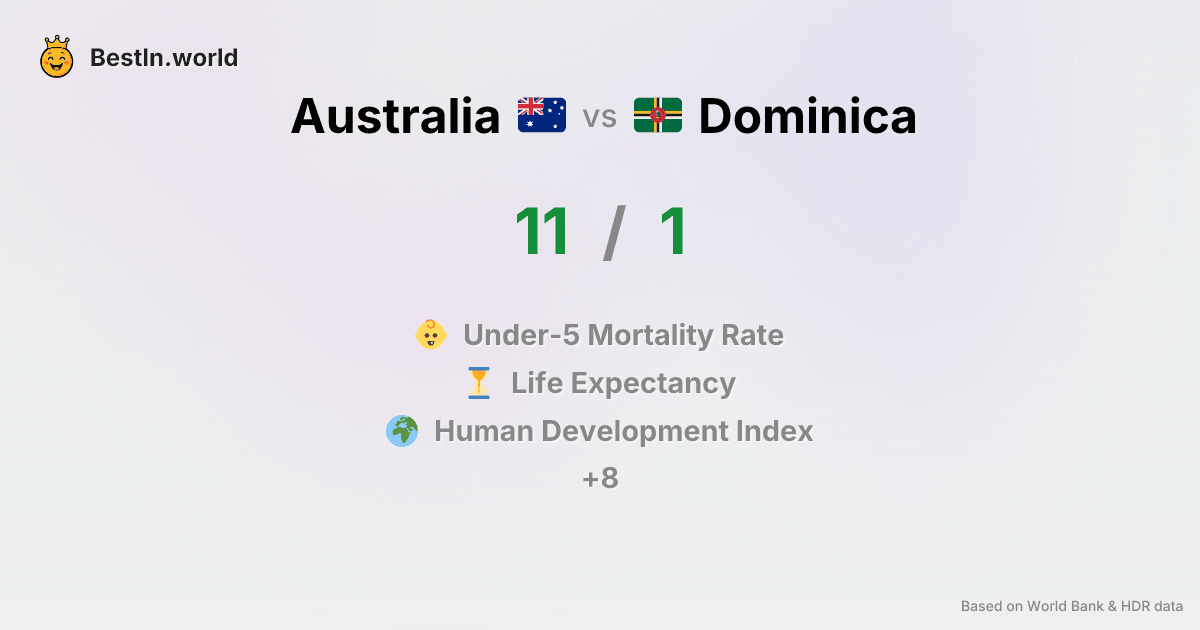 BestIn.world
Australia vs Dominica
11 / 1
Under-5 Mortality Rate
Life Expectancy
Human Development Index
+8
Based on World Bank & HDR data